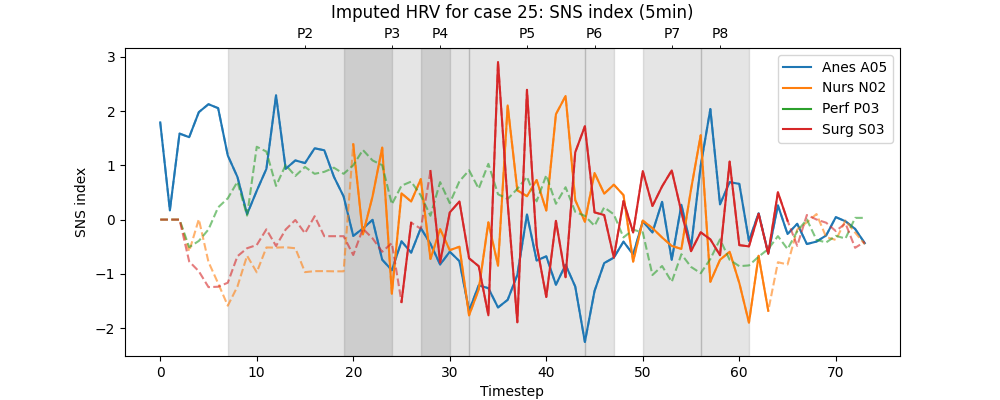 Imputed HRV for case 25: SNS index (5min)
P2 P3 P4 P5 P6 P7 P8
Anes A05
Nurs N02
Perf P03
Surg S03
SNS index
3
2
1
0
−1
−2
0 10 20 30 40 50 60 70
Timestep